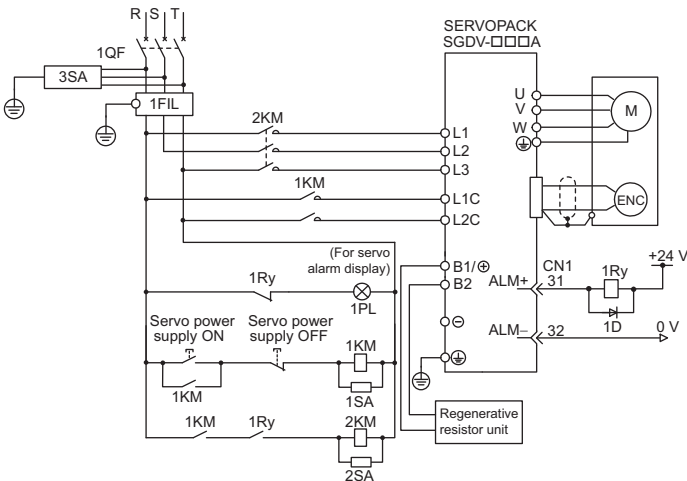 R S T
1QF
3SA
1FIL
2KM
1KM
SERVOPACK
SGDV-□□□A
U
V
W
M
L1
L2
L3
L1C
L2C
ENC
B1/⊕
B2
⊖
(For servo
alarm display)
1Ry
1PL
Servo power
supply ON
Servo power
supply OFF
1KM
1KM
1SA
1KM
1Ry
2KM
2SA
CN1
ALM+ 31
ALM− 32
1Ry
+24 V
1D
0 V
Regenerative
resistor unit